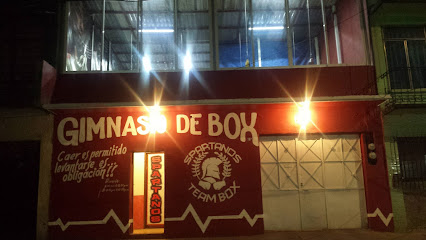 GIMNASIO DE BOX
Caer es permitido
levantarse es
obligación!!
SPARTANOS
SPARTANOS
TEAM BOX